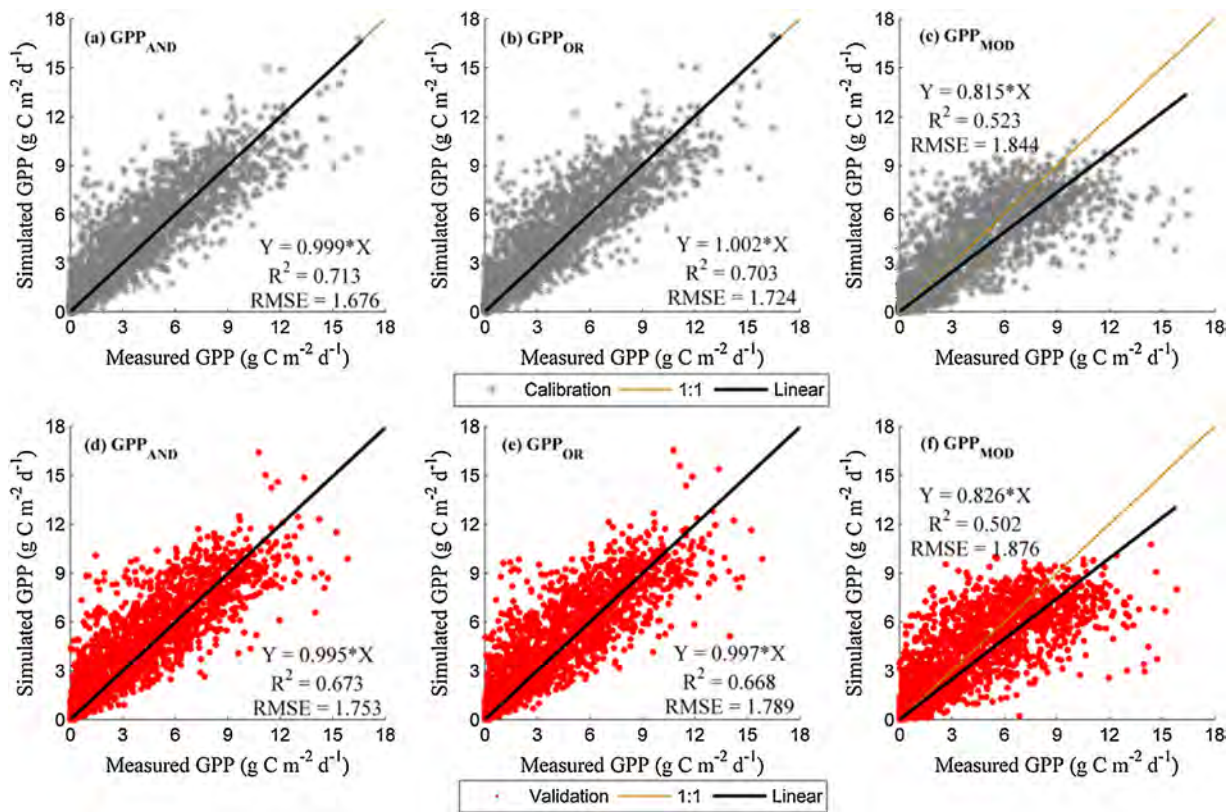 (a) GPP_AND
Y = 0.999*X
R² = 0.713
RMSE = 1.676
Simulated GPP (g C m⁻² d⁻¹)
18
15
12
9
6
3
0
0 3 6 9 12 15 18
Measured GPP (g C m⁻² d⁻¹)
(b) GPP_OR
Y = 1.002*X
R² = 0.703
RMSE = 1.724
Simulated GPP (g C m⁻² d⁻¹)
18
15
12
9
6
3
0
0 3 6 9 12 15 18
Measured GPP (g C m⁻² d⁻¹)
(c) GPP_MOD
Y = 0.815*X
R² = 0.523
RMSE = 1.844
Simulated GPP (g C m⁻² d⁻¹)
18
15
12
9
6
3
0
0 3 6 9 12 15 18
Measured GPP (g C m⁻² d⁻¹)
Calibration 1:1 Linear
(d) GPP_AND
Y = 0.995*X
R² = 0.673
RMSE = 1.753
Simulated GPP (g C m⁻² d⁻¹)
18
15
12
9
6
3
0
0 3 6 9 12 15 18
Measured GPP (g C m⁻² d⁻¹)
(e) GPP_OR
Y = 0.997*X
R² = 0.668
RMSE = 1.789
Simulated GPP (g C m⁻² d⁻¹)
18
15
12
9
6
3
0
0 3 6 9 12 15 18
Measured GPP (g C m⁻² d⁻¹)
(f) GPP_MOD
Y = 0.826*X
R² = 0.502
RMSE = 1.876
Simulated GPP (g C m⁻² d⁻¹)
18
15
12
9
6
3
0
0 3 6 9 12 15 18
Measured GPP (g C m⁻² d⁻¹)
Validation 1:1 Linear